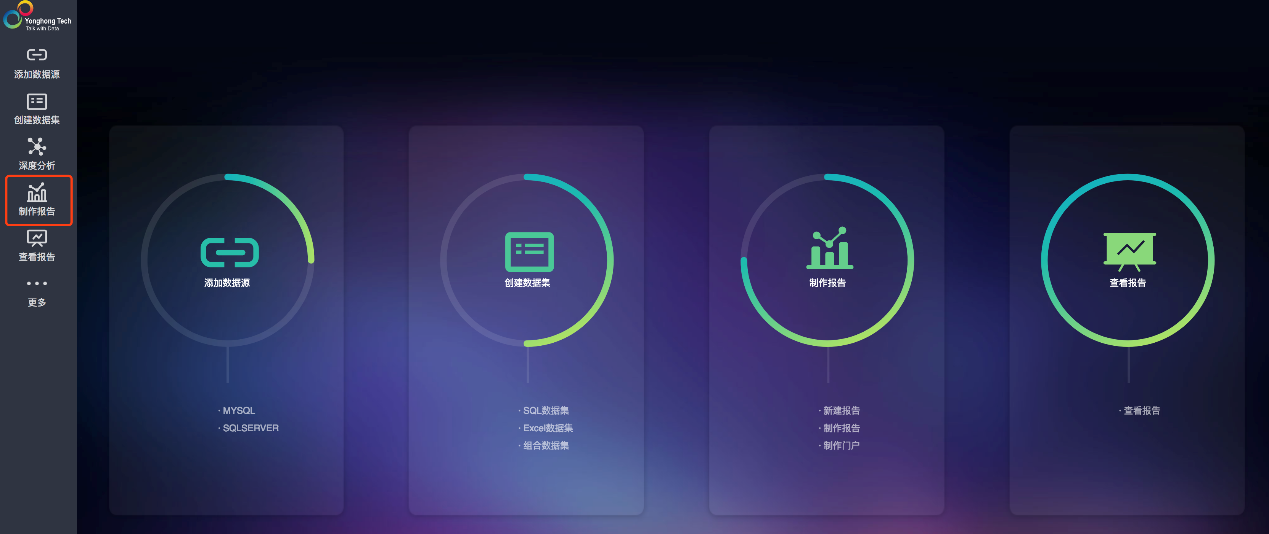 Yonghong Tech
Talk with Data
添加数据源
创建数据集
深度分析
制作报告
查看报告
更多
添加数据源
· MYSQL
· SQLSERVER
创建数据集
· SQL数据集
· Excel数据集
· 组合数据集
制作报告
· 新建报告
· 制作报告
· 制作门户
查看报告
· 查看报告